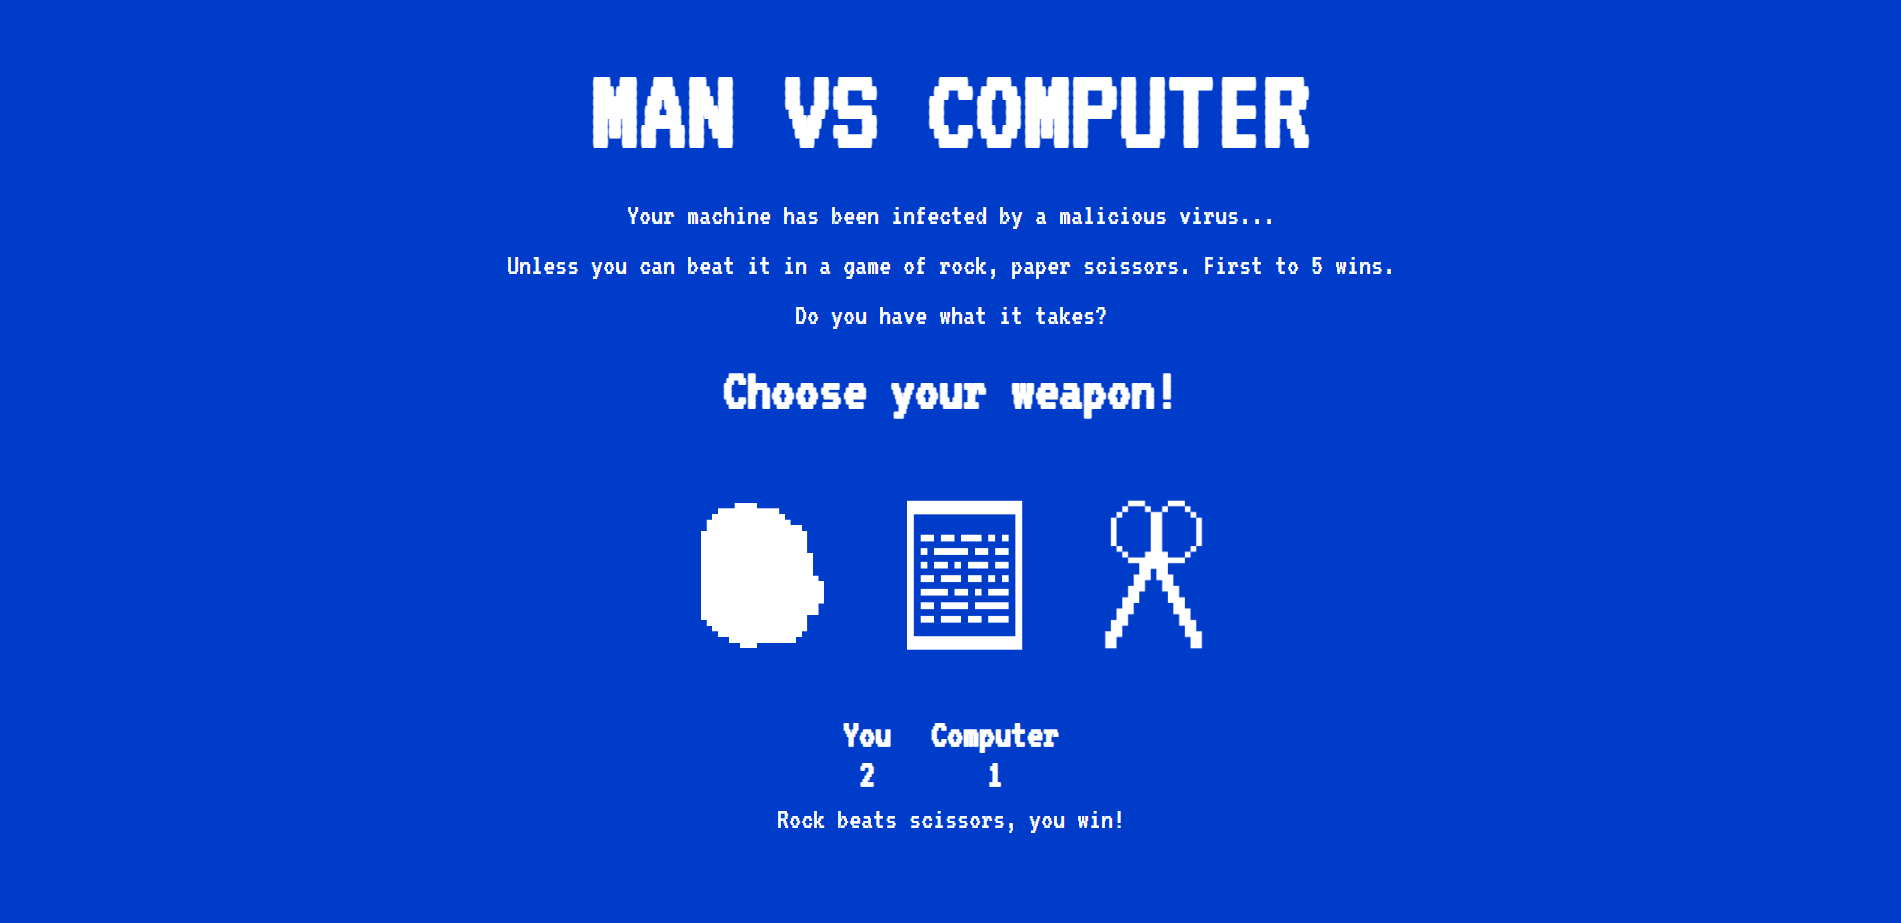 MAN VS COMPUTER
Your machine has been infected by a malicious virus...
Unless you can beat it in a game of rock, paper scissors. First to 5 wins.
Do you have what it takes?
Choose your weapon!
You Computer
2 1
Rock beats scissors, you win!